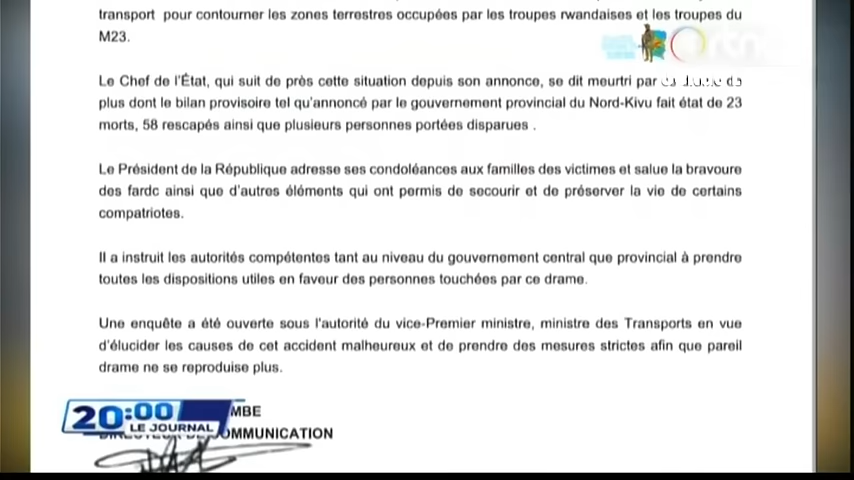 transport pour contourner les zones terrestres occupées par les troupes rwandaises et les troupes du
M23.
Le Chef de l'État, qui suit de près cette situation depuis son annonce, se dit meurtri par
plus dont le bilan provisoire tel qu'annoncé par le gouvernement provincial du Nord-Kivu fait état de 23
morts, 58 rescapés ainsi que plusieurs personnes portées disparues .
Le Président de la République adresse ses condoléances aux familles des victimes et salue la bravoure
des fardc ainsi que d'autres éléments qui ont permis de secourir et de préserver la vie de certains
compatriotes.
Il a instruit les autorités compétentes tant au niveau du gouvernement central que provincial à prendre
toutes les dispositions utiles en faveur des personnes touchées par ce drame.
Une enquête a été ouverte sous l'autorité du vice-Premier ministre, ministre des Transports en vue
d'élucider les causes de cet accident malheureux et de prendre des mesures strictes afin que pareil
drame ne se reproduise plus.
20:00
MBE
LE JOURNAL
OMMUNICATION